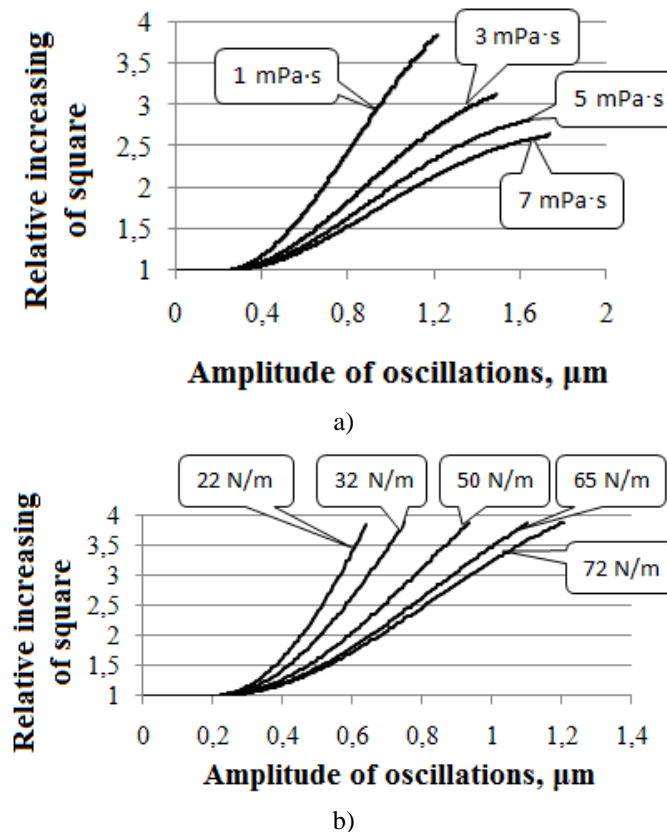 Relative increasing
of square
4
3,5
3
2,5
2
1,5
1
1 mPa·s
3 mPa·s
5 mPa·s
7 mPa·s
0 0,4 0,8 1,2 1,6 2
Amplitude of oscillations, µm
a)
Relative increasing
of square
22 N/m 32 N/m 50 N/m 65 N/m
72 N/m
4
3,5
3
2,5
2
1,5
1
0 0,2 0,4 0,6 0,8 1 1,2 1,4
Amplitude of oscillations, µm
b)